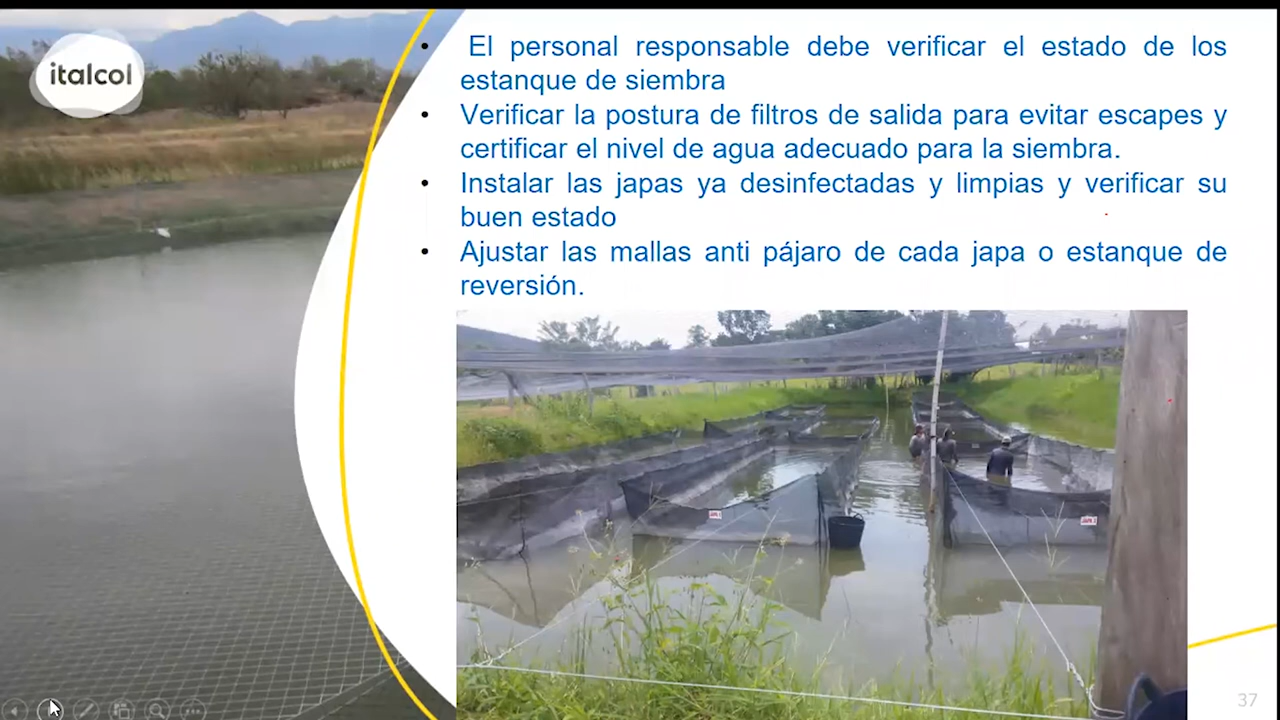 italcol
• El personal responsable debe verificar el estado de los
estanque de siembra
• Verificar la postura de filtros de salida para evitar escapes y
certificar el nivel de agua adecuado para la siembra.
• Instalar las japas ya desinfectadas y limpias y verificar su
buen estado
• Ajustar las mallas anti pájaro de cada japa o estanque de
reversión.
37